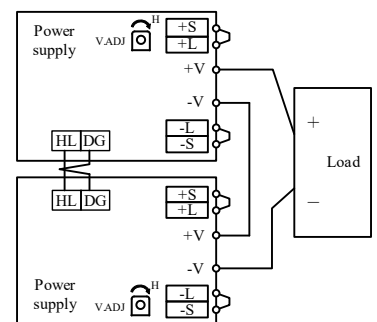 Power
supply
V.ADJ
H
+S
+L
+V
-V
-L
-S
HL DG
+
Load
−
HL DG
+S
+L
+V
-V
Power
supply
V.ADJ
H
-L
-S